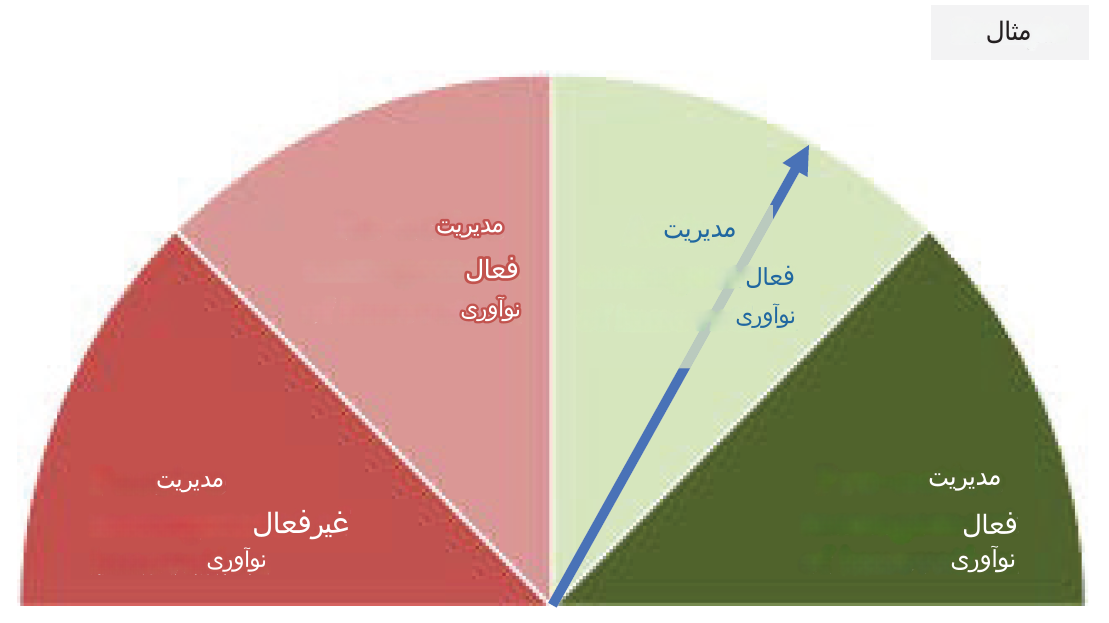 مثال
مدیریت
فعال
نوآوری
مدیریت
فعال
نوآوری
مدیریت
فعال
نوآوری
مدیریت
غیرفعال
نوآوری